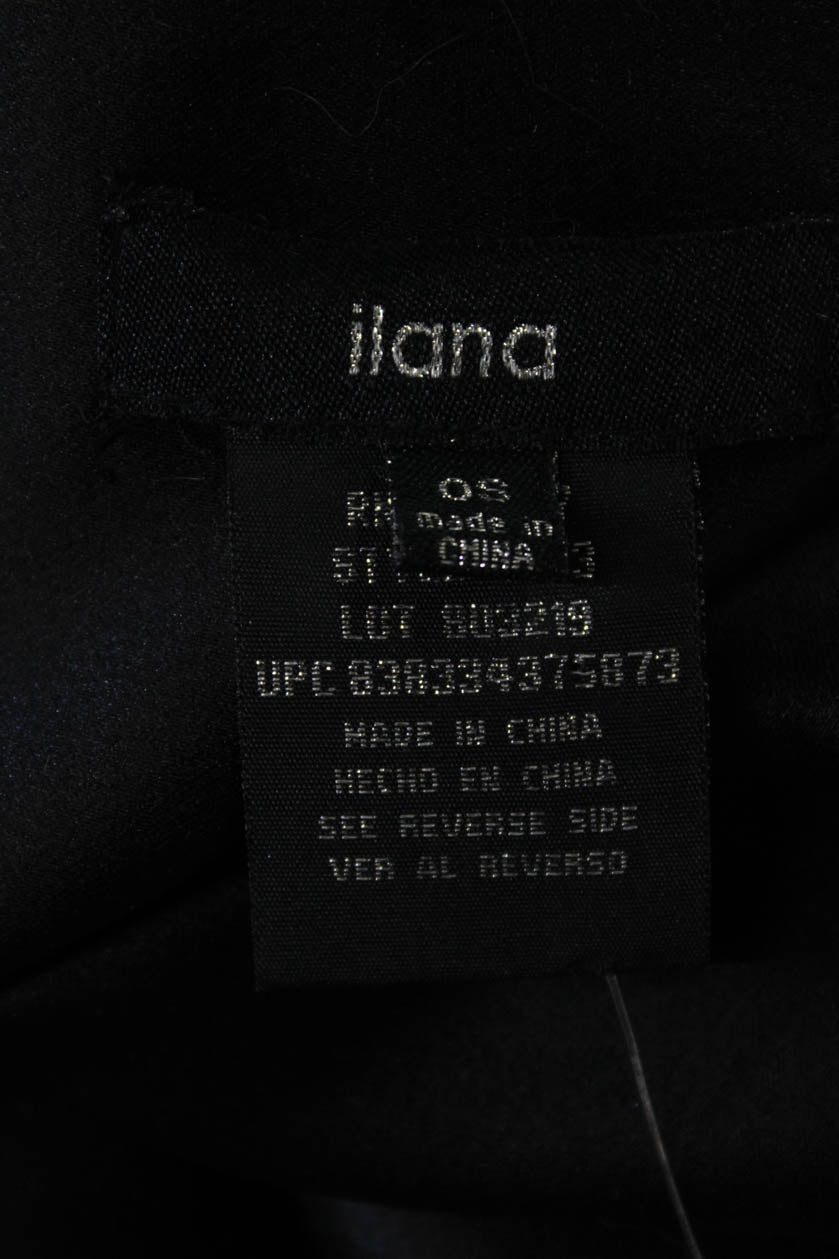 ilana
OS
made in
CHINA
LOT 803219
UPC 838334375873
MADE IN CHINA
HECHO EN CHINA
SEE REVERSE SIDE
VER AL REVERSO